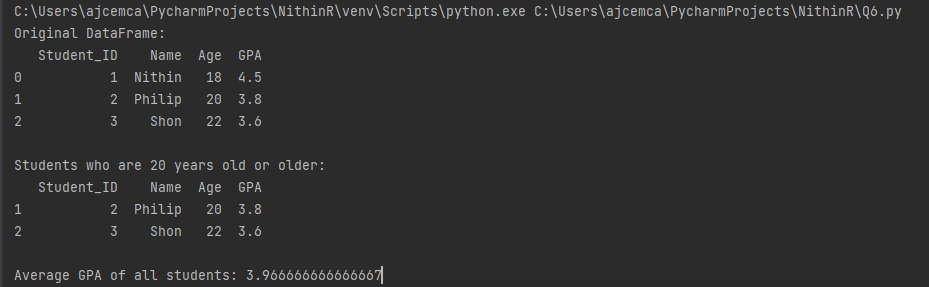 C:\Users\ajcemca\PycharmProjects\NithinR\venv\Scripts\python.exe C:\Users\ajcemca\PycharmProjects\NithinR\Q6.py
Original DataFrame:
   Student_ID    Name  Age  GPA
0           1  Nithin   18  4.5
1           2  Philip   20  3.8
2           3    Shon   22  3.6
Students who are 20 years old or older:
   Student_ID    Name  Age  GPA
1           2  Philip   20  3.8
2           3    Shon   22  3.6
Average GPA of all students: 3.966666666666667